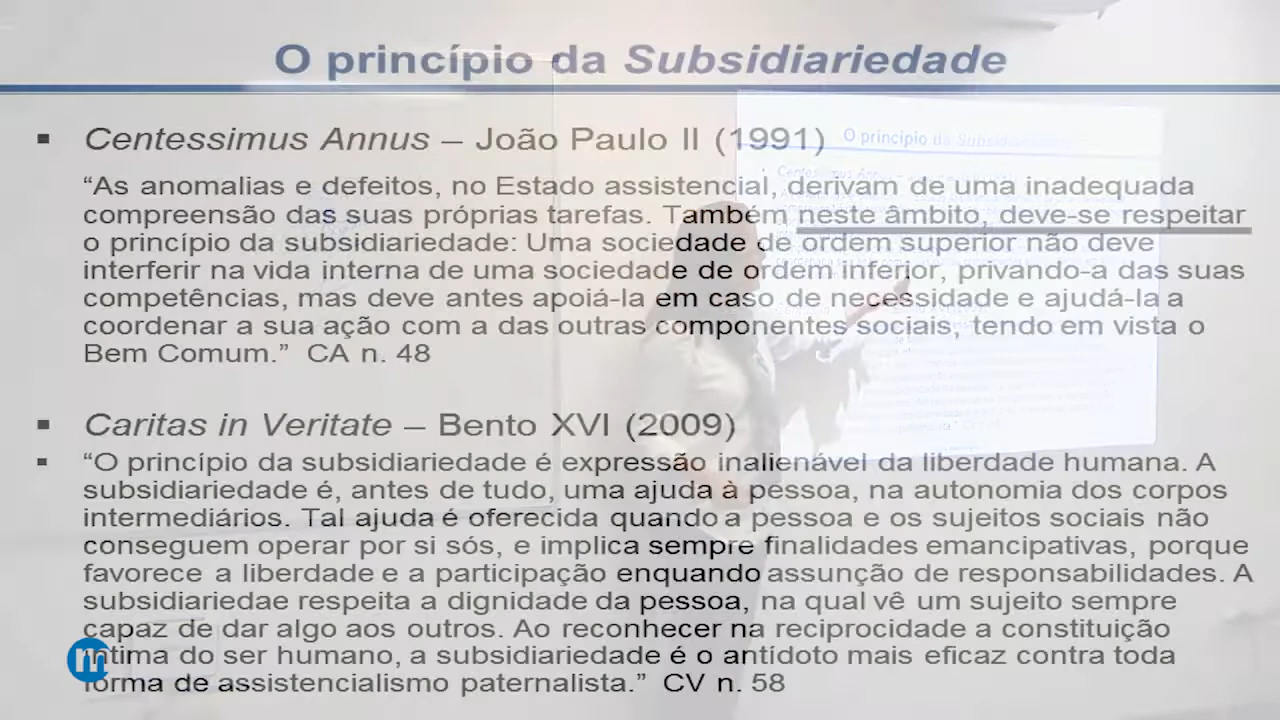 O princípio da Subsidiariedade
▪ Centessimus Annus – João Paulo II (1991)
“As anomalias e defeitos, no Estado assistencial, derivam de uma inadequada
compreensão das suas próprias tarefas. Também neste âmbito, deve-se respeitar
o princípio da subsidiariedade: Uma sociedade de ordem superior não deve
interferir na vida interna de uma sociedade de ordem inferior, privando-a das suas
competências, mas deve antes apoiá-la em caso de necessidade e ajudá-la a
coordenar a sua ação com a das outras componentes sociais, tendo em vista o
Bem Comum.” CA n. 48
▪ Caritas in Veritate – Bento XVI (2009)
▪ “O princípio da subsidiariedade é expressão inalienável da liberdade humana. A
subsidiariedade é, antes de tudo, uma ajuda à pessoa, na autonomia dos corpos
intermediários. Tal ajuda é oferecida quando a pessoa e os sujeitos sociais não
conseguem operar por si sós, e implica sempre finalidades emancipativas, porque
favorece a liberdade e a participação enquando assunção de responsabilidades. A
subsidiariedae respeita a dignidade da pessoa, na qual vê um sujeito sempre
capaz de dar algo aos outros. Ao reconhecer na reciprocidade a constituição
íntima do ser humano, a subsidiariedade é o antídoto mais eficaz contra toda
forma de assistencialismo paternalista.” CV n. 58
O princípio da Subsidiariedade
m